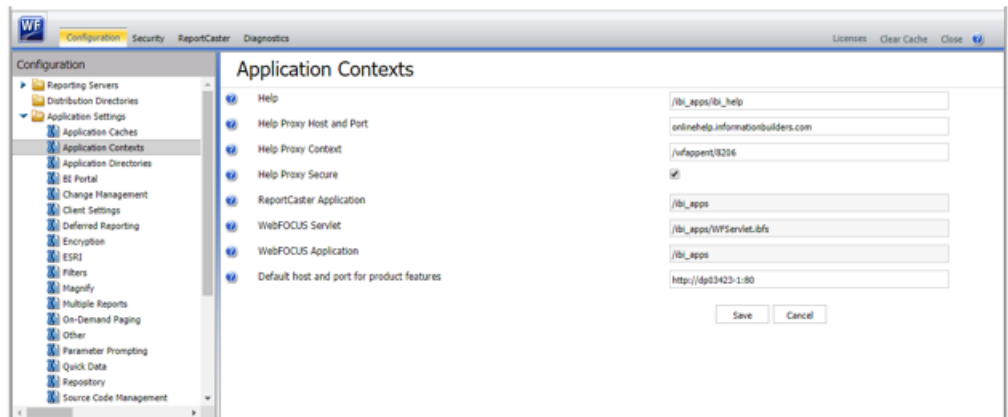 WF
Configuration Security ReportCaster Diagnostics
Licenses Clear Cache Close
Configuration
Reporting Servers
Distribution Directories
Application Settings
Application Caches
Application Contexts
Application Directories
BI Portal
Change Management
Client Settings
Deferred Reporting
Encryption
ESRI
Filters
Magnify
Multiple Reports
On-Demand Paging
Other
Parameter Prompting
Quick Data
Repository
Source Code Management
Application Contexts
Help /ibi_apps/ibi_help
Help Proxy Host and Port onlinehelp.informationbuilders.com
Help Proxy Context /wfappent/8206
Help Proxy Secure
ReportCaster Application /ibi_apps
WebFOCUS Servlet /ibi_apps/WFServlet.ibfs
WebFOCUS Application /ibi_apps
Default host and port for product features http://dp03423-1:80
Save Cancel